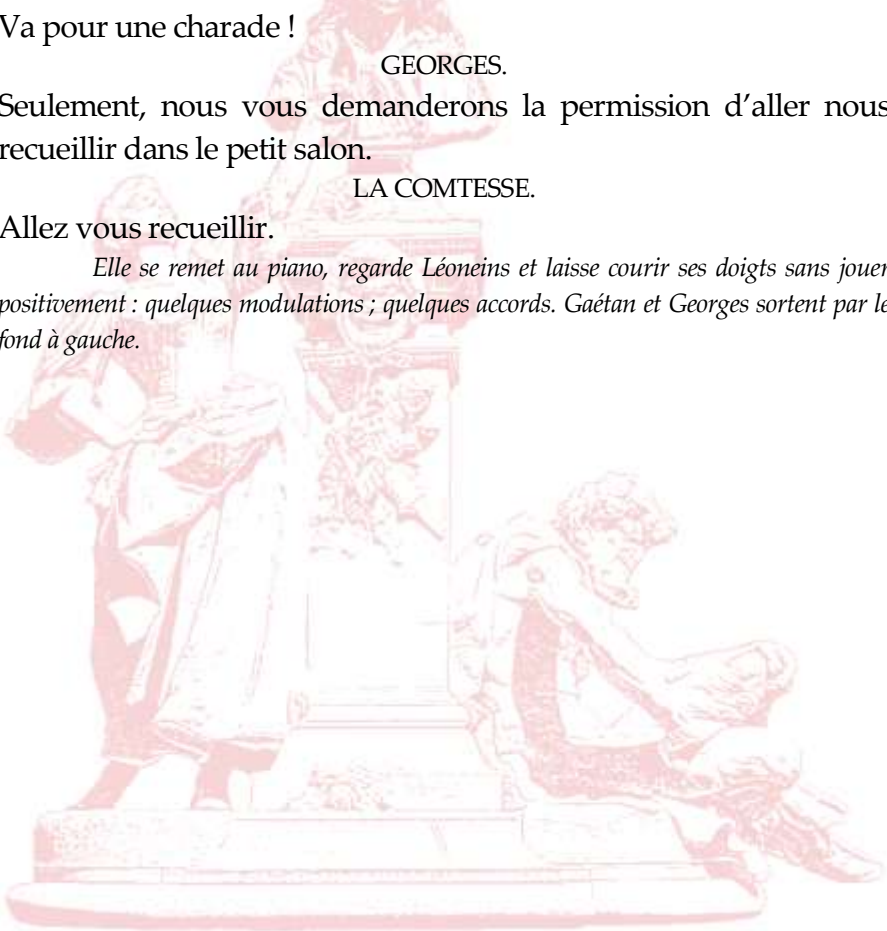 Va pour une charade !
GEORGES.
Seulement, nous vous demanderons la permission d’aller nous
recueillir dans le petit salon.
LA COMTESSE.
Allez vous recueillir.
Elle se remet au piano, regarde Léoneins et laisse courir ses doigts sans jouer
positivement : quelques modulations ; quelques accords. Gaétan et Georges sortent par le
fond à gauche.